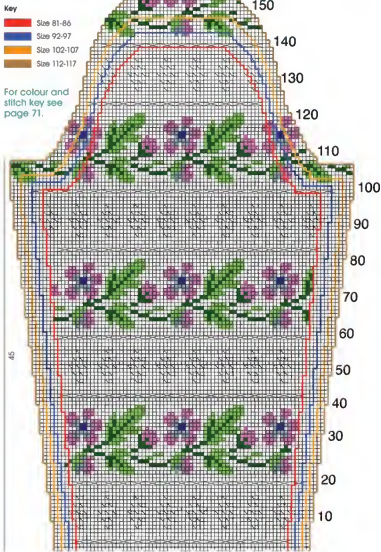 Key
Size 81-86
Size 92-97
Size 102-107
Size 112-117
For colour and
stitch key see
page 71.
150
140
130
120
110
100
90
80
70
60
50
40
30
20
10
45